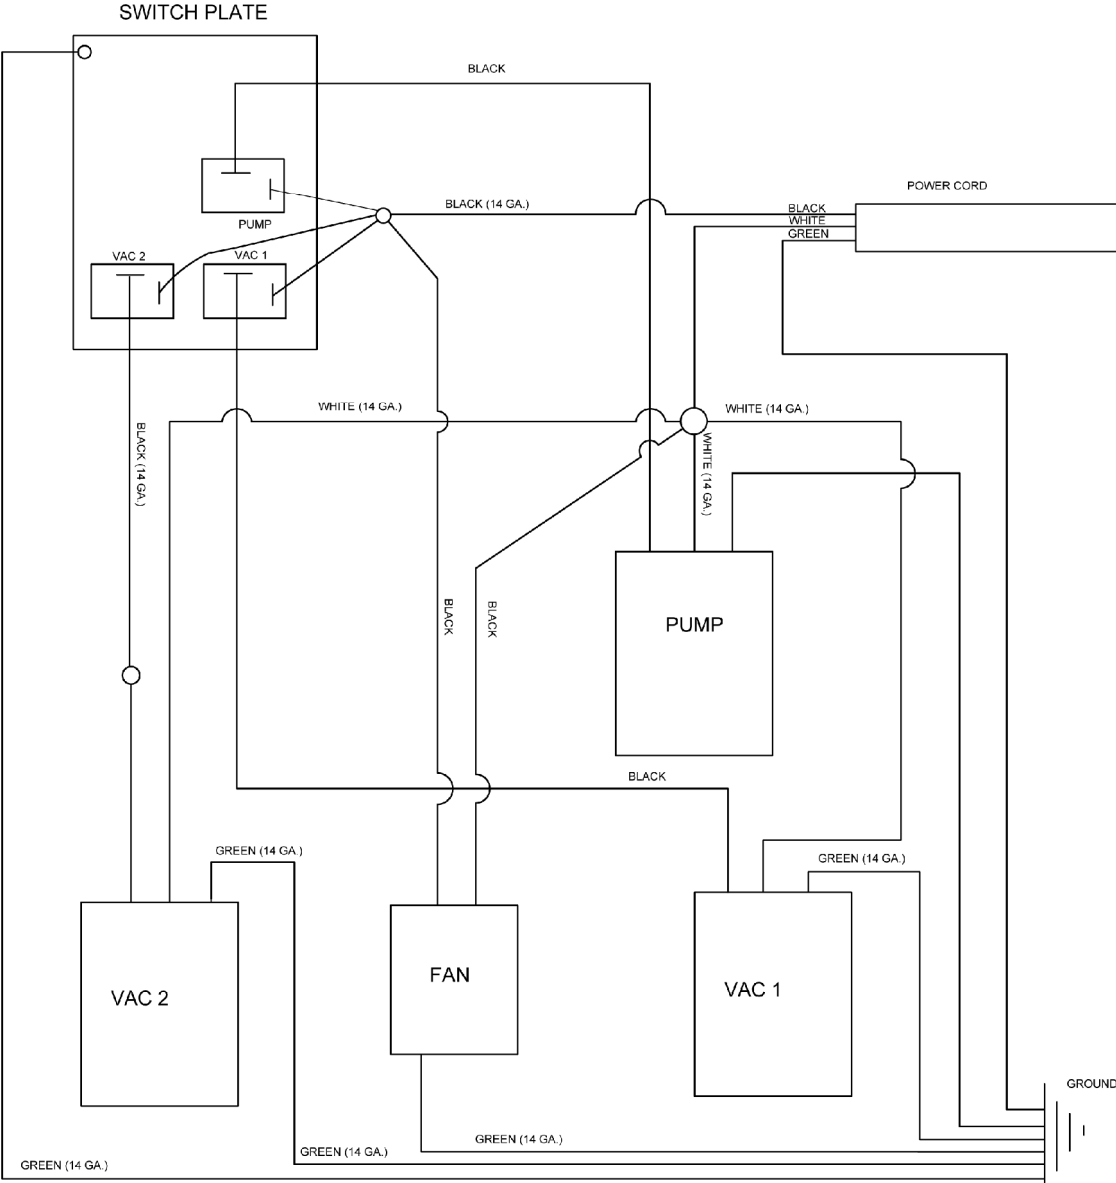 SWITCH PLATE
BLACK
POWER CORD
BLACK (14 GA.)
BLACK
WHITE
GREEN
PUMP
VAC 2
VAC 1
WHITE (14 GA.)
WHITE (14 GA.)
BLACK (14 GA.)
WHITE (14 GA.)
BLACK
BLACK
PUMP
BLACK
GREEN (14 GA.)
GREEN (14 GA.)
FAN
VAC 2
VAC 1
GROUND
GREEN (14 GA.)
GREEN (14 GA.)
GREEN (14 GA.)